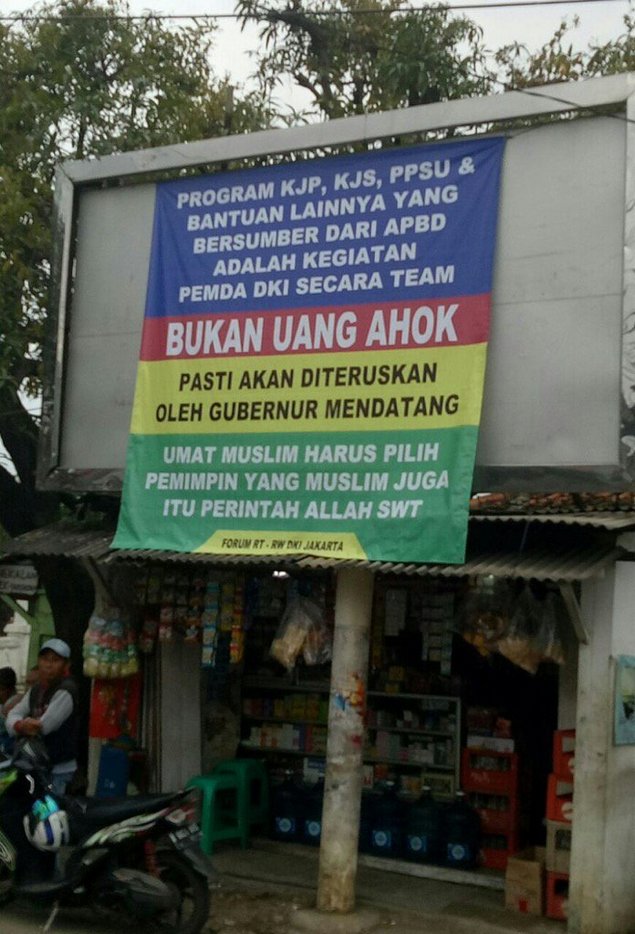 PROGRAM KJP, KJS, PPSU &
BANTUAN LAINNYA YANG
BERSUMBER DARI APBD
ADALAH KEGIATAN
PEMDA DKI SECARA TEAM
BUKAN UANG AHOK
PASTI AKAN DITERUSKAN
OLEH GUBERNUR MENDATANG
UMAT MUSLIM HARUS PILIH
PEMIMPIN YANG MUSLIM JUGA
ITU PERINTAH ALLAH SWT
FORUM RT - RW DKI JAKARTA